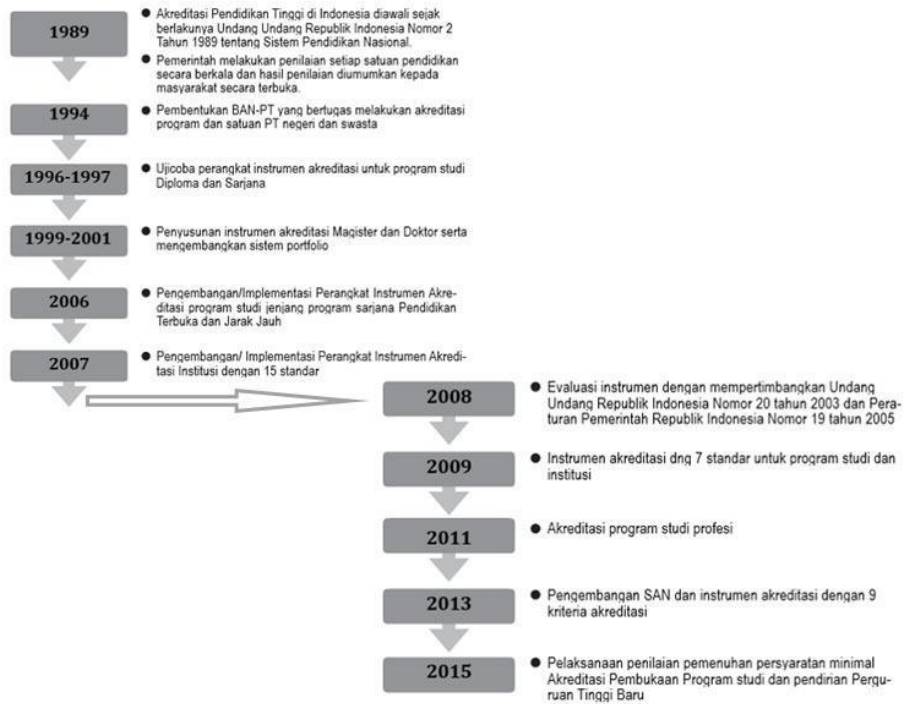 1989
● Akreditasi Pendidikan Tinggi di Indonesia diawali sejak
berlakunya Undang Undang Republik Indonesia Nomor 2
Tahun 1989 tentang Sistem Pendidikan Nasional.
● Pemerintah melakukan penilaian setiap satuan pendidikan
secara berkala dan hasil penilaian diumumkan kepada
masyarakat secara terbuka.
1994
● Pembentukan BAN-PT yang bertugas melakukan akreditasi
program dan satuan PT negeri dan swasta
1996-1997
● Ujicoba perangkat instrumen akreditasi untuk program studi
Diploma dan Sarjana
1999-2001
● Penyusunan instrumen akreditasi Magister dan Doktor serta
mengembangkan sistem portfolio
2006
● Pengembangan/Implementasi Perangkat Instrumen Akre-
ditasi program studi jenjang program sarjana Pendidikan
Terbuka dan Jarak Jauh
2007
● Pengembangan/ Implementasi Perangkat Instrumen Akredi-
tasi Institusi dengan 15 standar
2008
● Evaluasi instrumen dengan mempertimbangkan Undang
Undang Republik Indonesia Nomor 20 tahun 2003 dan Pera-
turan Pemerintah Republik Indonesia Nomor 19 tahun 2005
2009
● Instrumen akreditasi dng 7 standar untuk program studi dan
institusi
2011
● Akreditasi program studi profesi
2013
● Pengembangan SAN dan instrumen akreditasi dengan 9
kriteria akreditasi
2015
● Pelaksanaan penilaian pemenuhan persyaratan minimal
Akreditasi Pembukaan Program studi dan pendirian Pergu-
ruan Tinggi Baru